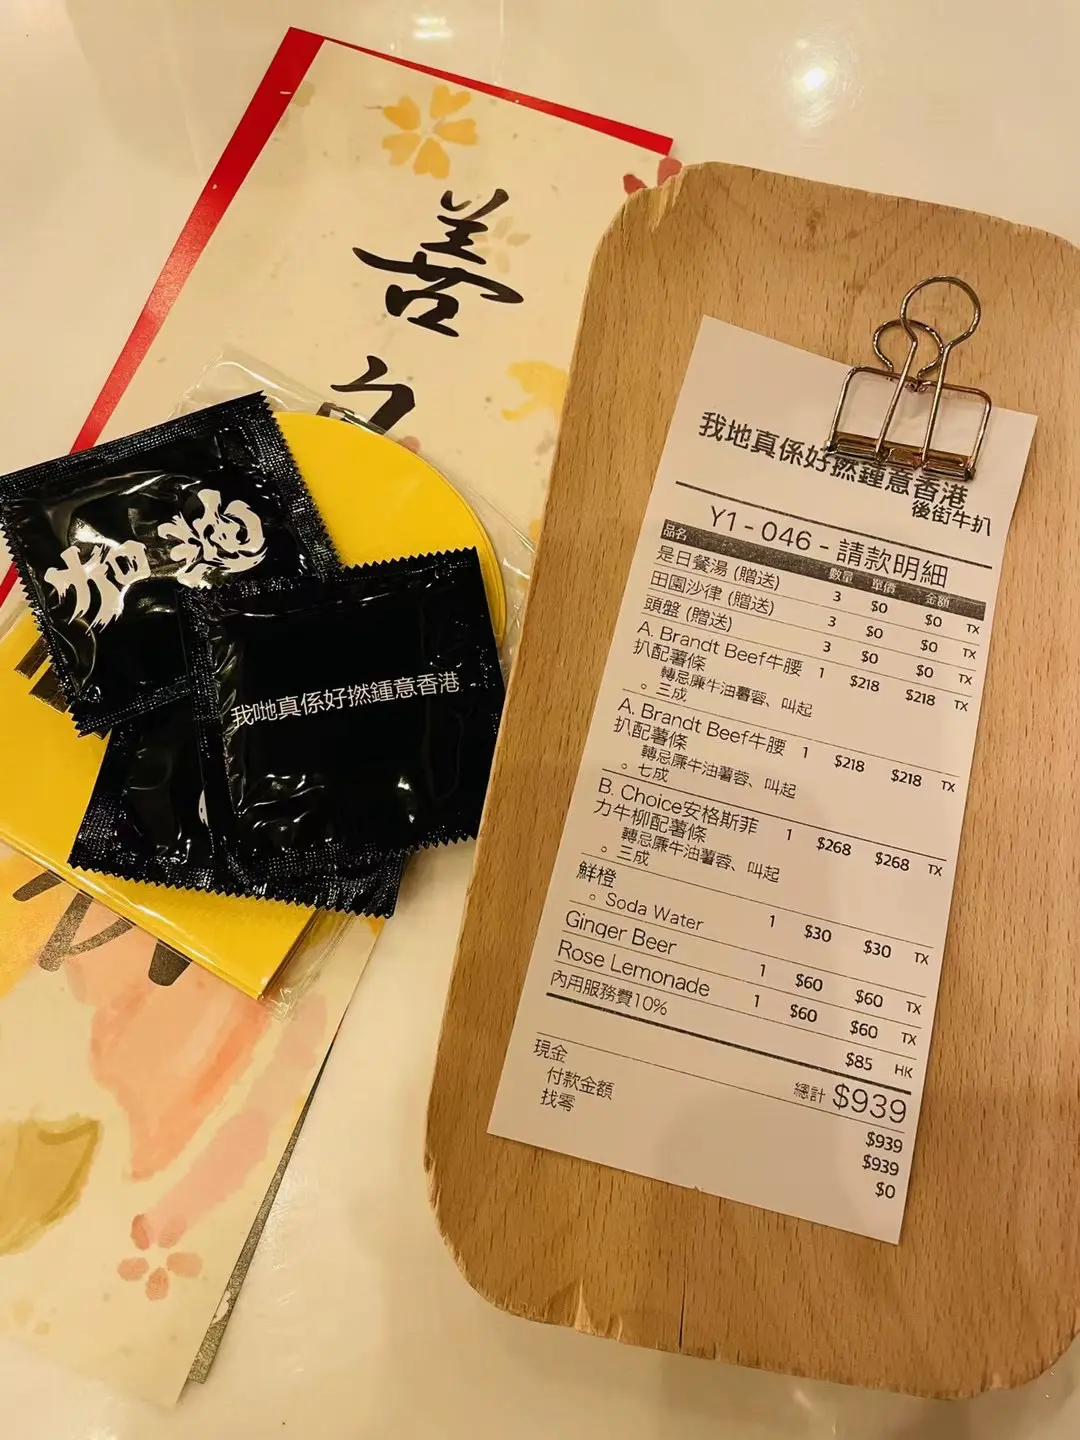 善
加
我哋真係好撚鍾意香港
我地真係好撚鍾意香港
後街牛扒
Y1 - 046 - 請款明細
品名 數量 單價 金額
是日餐湯 (贈送) 3 $0 $0 TX
田園沙律 (贈送) 3 $0 $0 TX
頭盤 (贈送) 3 $0 $0 TX
A. Brandt Beef牛腰 1 $218 $218 TX
扒配薯條
轉忌廉牛油薯蓉、叫起
三成
A. Brandt Beef牛腰 1 $218 $218 TX
扒配薯條
轉忌廉牛油薯蓉、叫起
七成
B. Choice安格斯菲 1 $268 $268 TX
力牛柳配薯條
轉忌廉牛油薯蓉、叫起
三成
鮮橙 1 $30 $30 TX
Soda Water
Ginger Beer 1 $60 $60 TX
Rose Lemonade 1 $60 $60 TX
內用服務費10% $85 HK
總計 $939
現金 $939
付款金額 $939
找零 $0